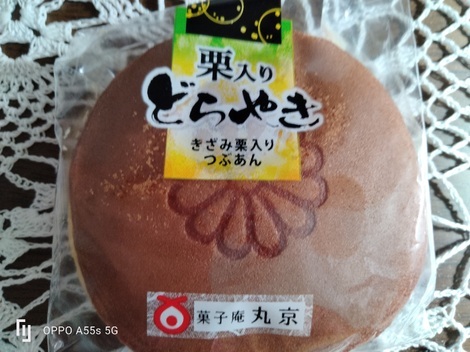 栗入り
どらやき
きざみ栗入り
つぶあん
菓子庵 丸京
OPPO A55s 5G